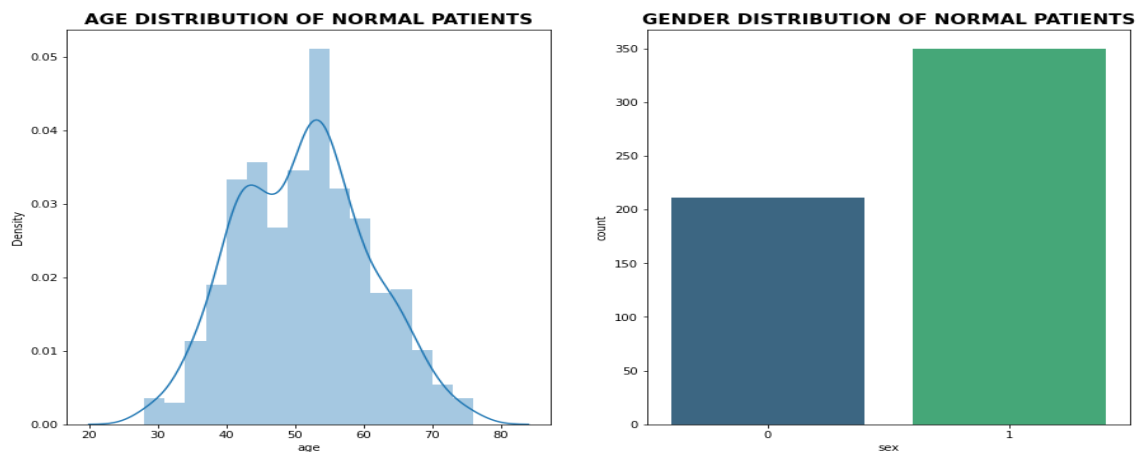 AGE DISTRIBUTION OF NORMAL PATIENTS
0.05
0.04
0.03
0.02
0.01
0.00
Density
20 30 40 50 60 70 80
age
GENDER DISTRIBUTION OF NORMAL PATIENTS
350
300
250
200
150
100
50
0
count
0 1
sex